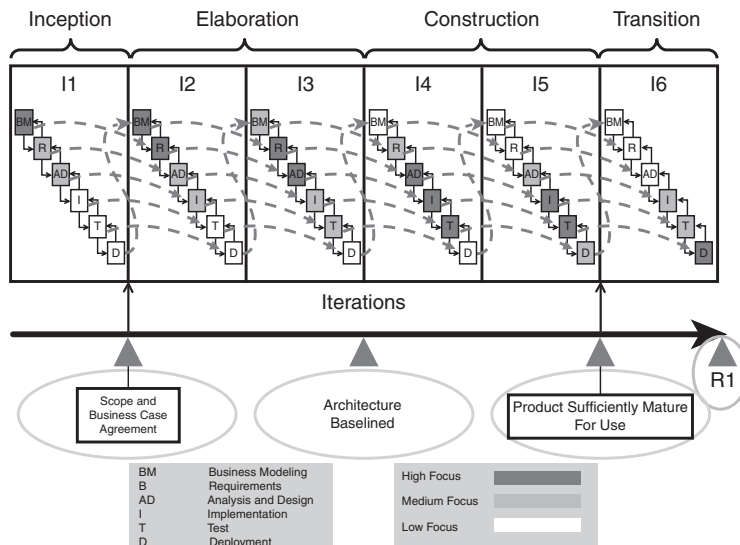 Inception Elaboration Construction Transition
I1 I2 I3 I4 I5 I6
BM BM BM BM BM BM
R R R R R R
AD AD AD AD AD AD
I I I I I I
T T T T T T
D D D D D D
Iterations
Scope and
Business Case
Agreement
Architecture
Baselined
Product Sufficiently Mature
For Use
R1
BM Business Modeling
B Requirements
AD Analysis and Design
I Implementation
T Test
D Deployment
High Focus
Medium Focus
Low Focus